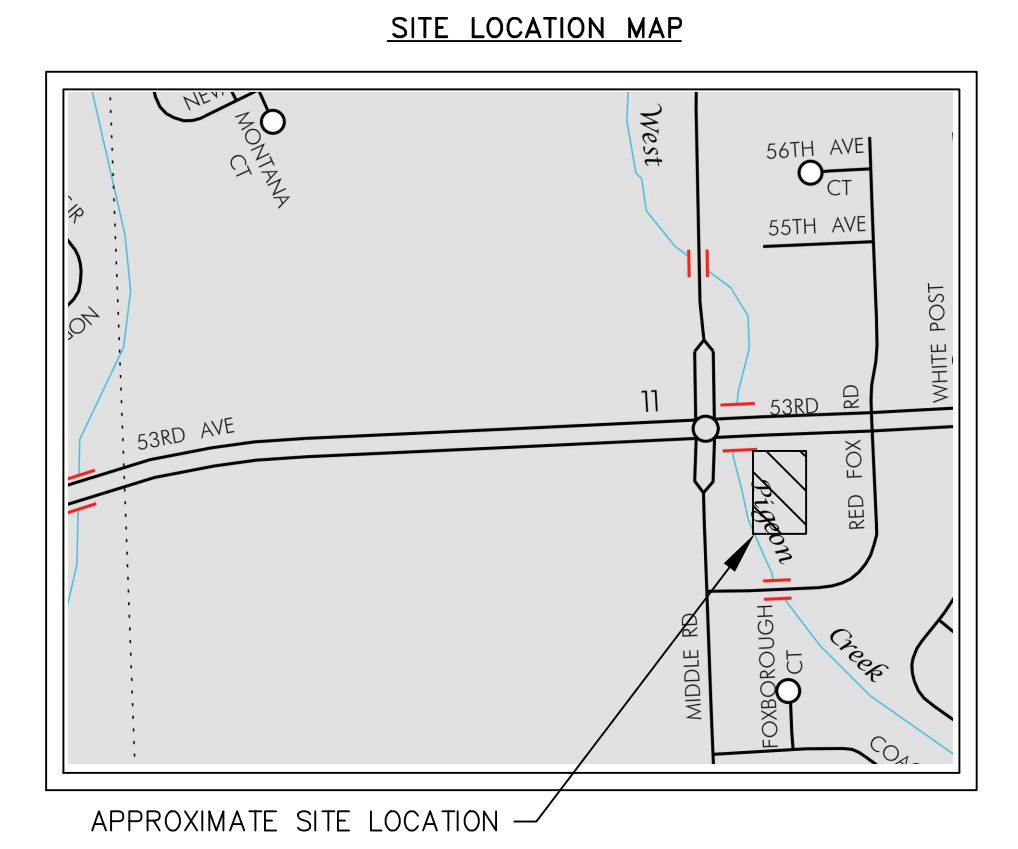 SITE LOCATION MAP
MONTANA
CT
West
56TH AVE
CT
55TH AVE
WHITE POST
11
53RD
RD
53RD AVE
RED FOX
Pigeon
MIDDLE RD
FOXBOROUGH
CT
Creek
APPROXIMATE SITE LOCATION